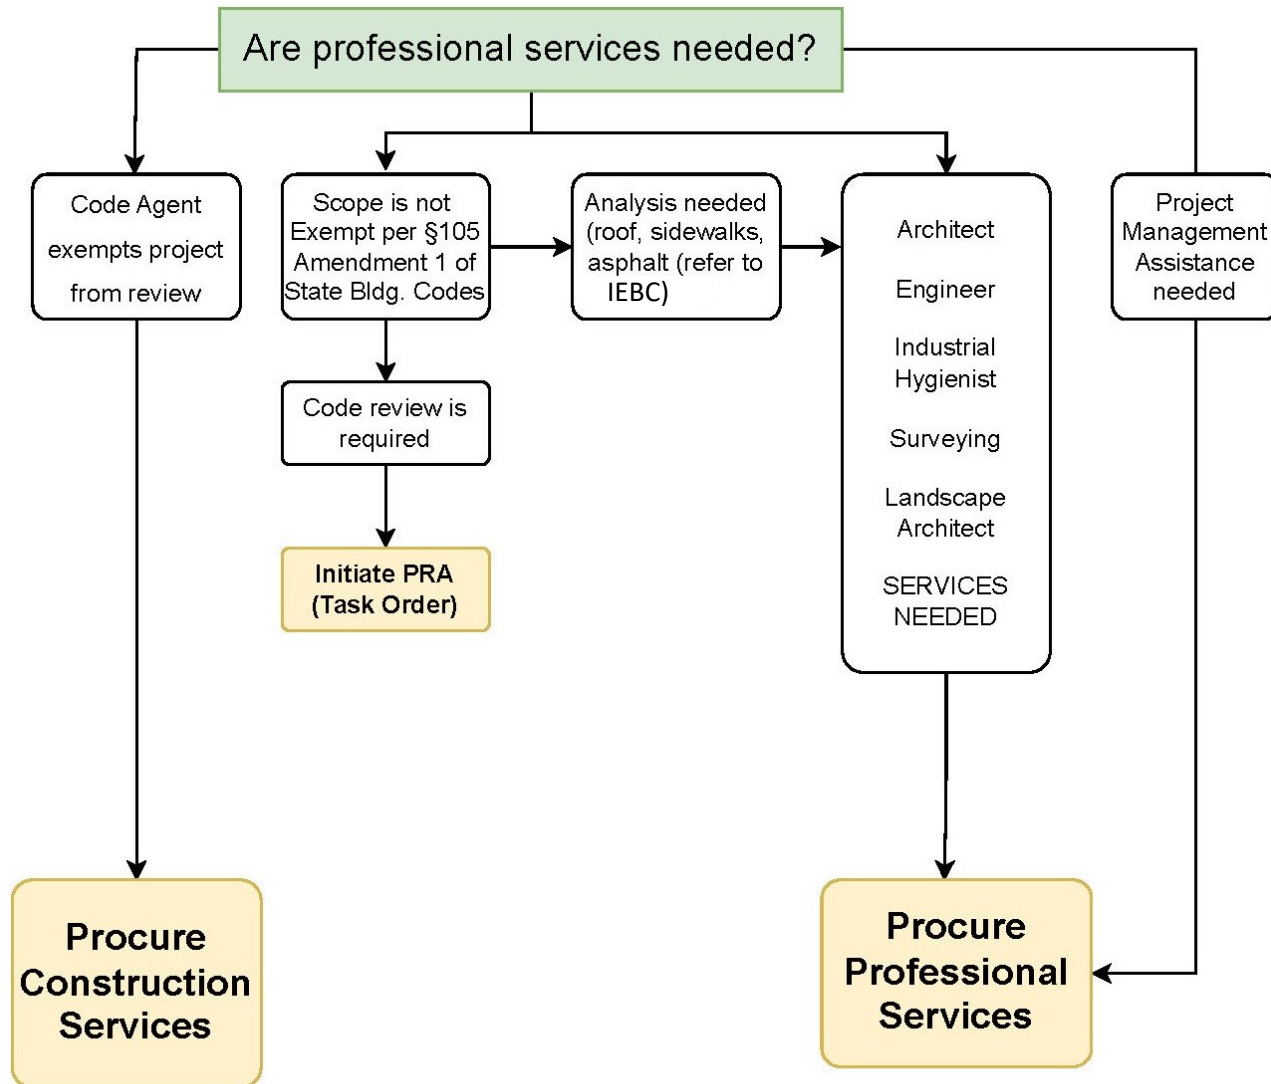 Are professional services needed?
Code Agent
exempts project
from review
Scope is not
Exempt per §105
Amendment 1 of
State Bldg. Codes
Analysis needed
(roof, sidewalks,
asphalt (refer to
IEBC)
Architect
Engineer
Industrial
Hygienist
Surveying
Landscape
Architect
SERVICES
NEEDED
Project
Management
Assistance
needed
Code review is
required
Initiate PRA
(Task Order)
Procure
Construction
Services
Procure
Professional
Services